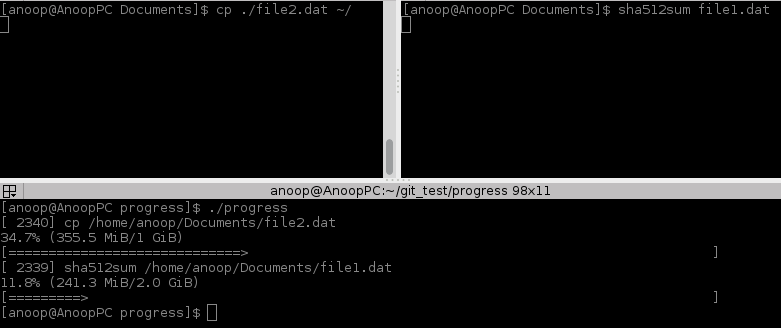 [anoop@AnoopPC Documents]$ cp ./file2.dat ~/
[anoop@AnoopPC Documents]$ sha512sum file1.dat
anoop@AnoopPC:~/git_test/progress 98x11
[anoop@AnoopPC progress]$ ./progress
[ 2340] cp /home/anoop/Documents/file2.dat
34.7% (355.5 MiB/1 GiB)
[=============================> ]
[ 2339] sha512sum /home/anoop/Documents/file1.dat
11.8% (241.3 MiB/2.0 GiB)
[=========> ]
[anoop@AnoopPC progress]$